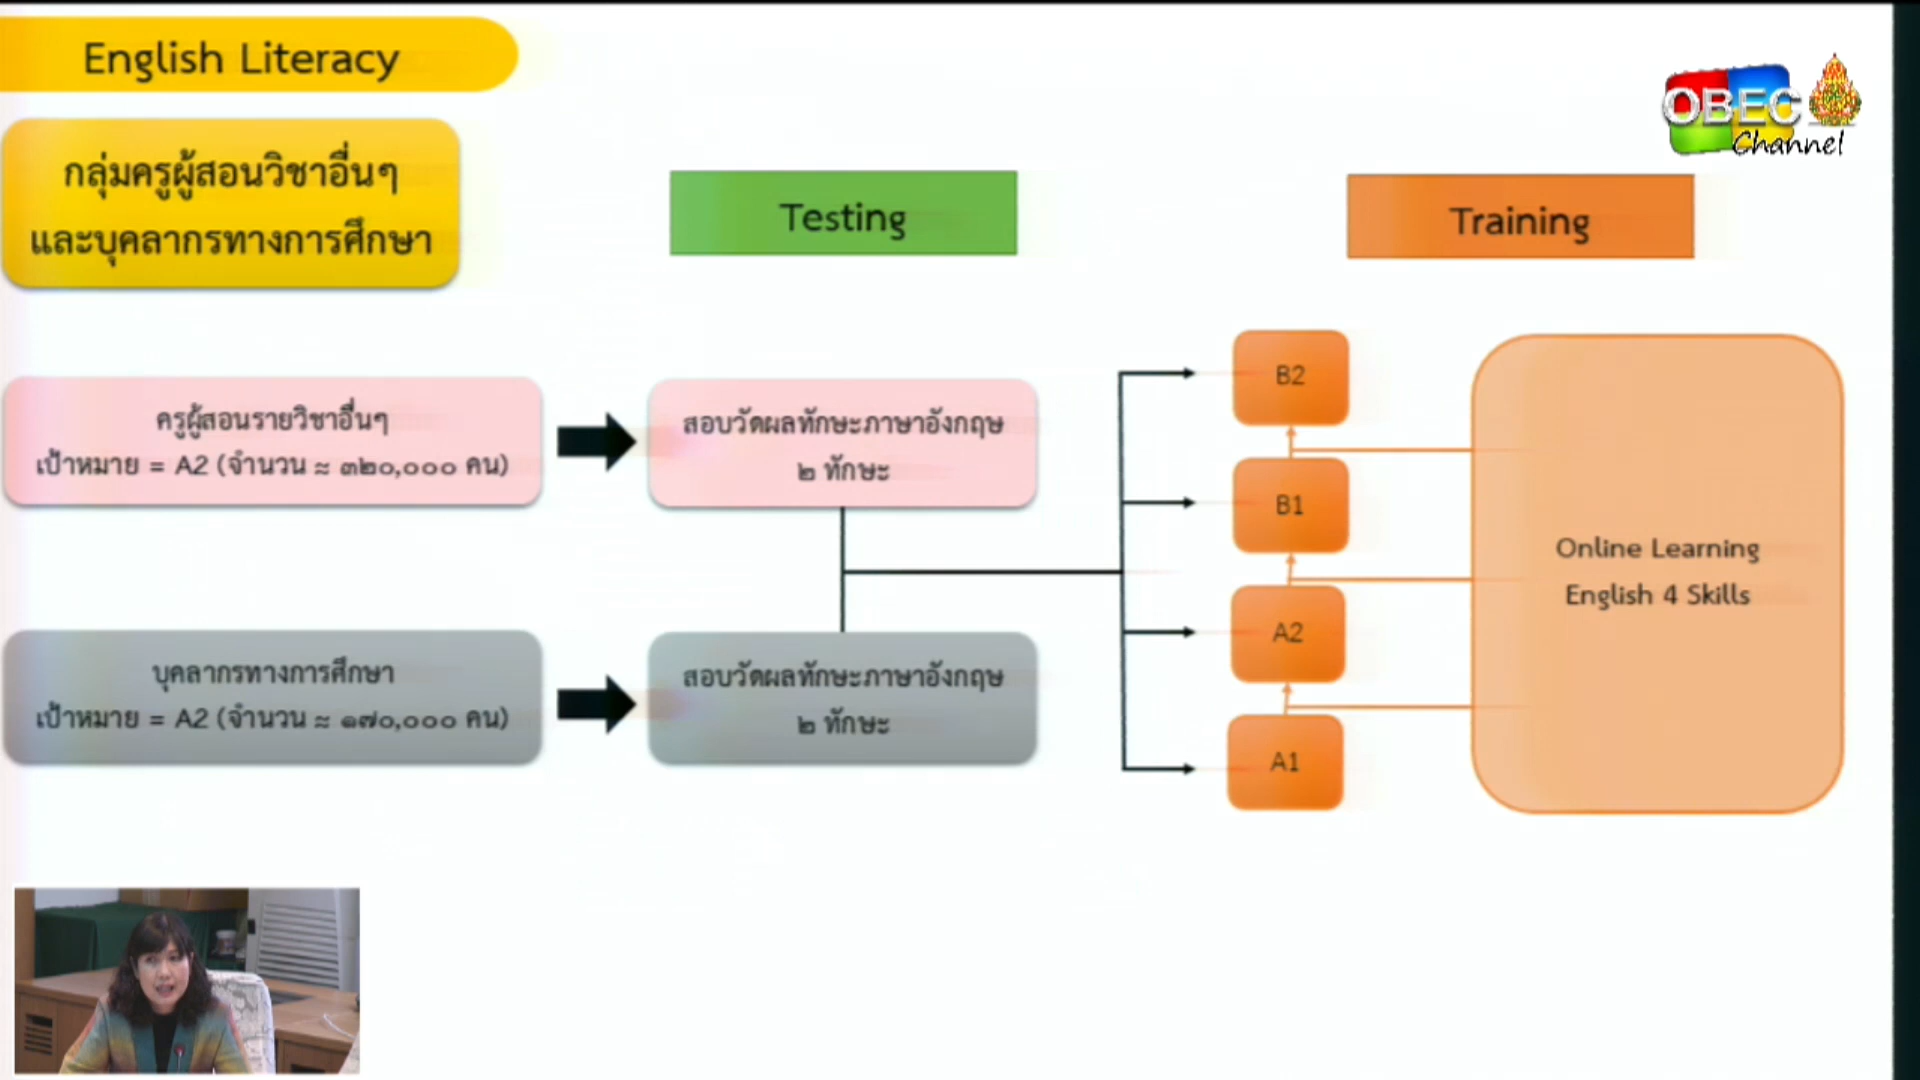 English Literacy
OBEC
Channel
กลุ่มครูผู้สอนวิชาอื่นๆ
และบุคลากรทางการศึกษา
Testing
Training
ครูผู้สอนรายวิชาอื่นๆ
เป้าหมาย = A2 (จำนวน ≈ ๓๒๐,๐๐๐ คน)
สอบวัดผลทักษะภาษาอังกฤษ
๒ ทักษะ
บุคลากรทางการศึกษา
เป้าหมาย = A2 (จำนวน ≈ ๑๗๐,๐๐๐ คน)
สอบวัดผลทักษะภาษาอังกฤษ
๒ ทักษะ
B2
B1
A2
A1
Online Learning
English 4 Skills